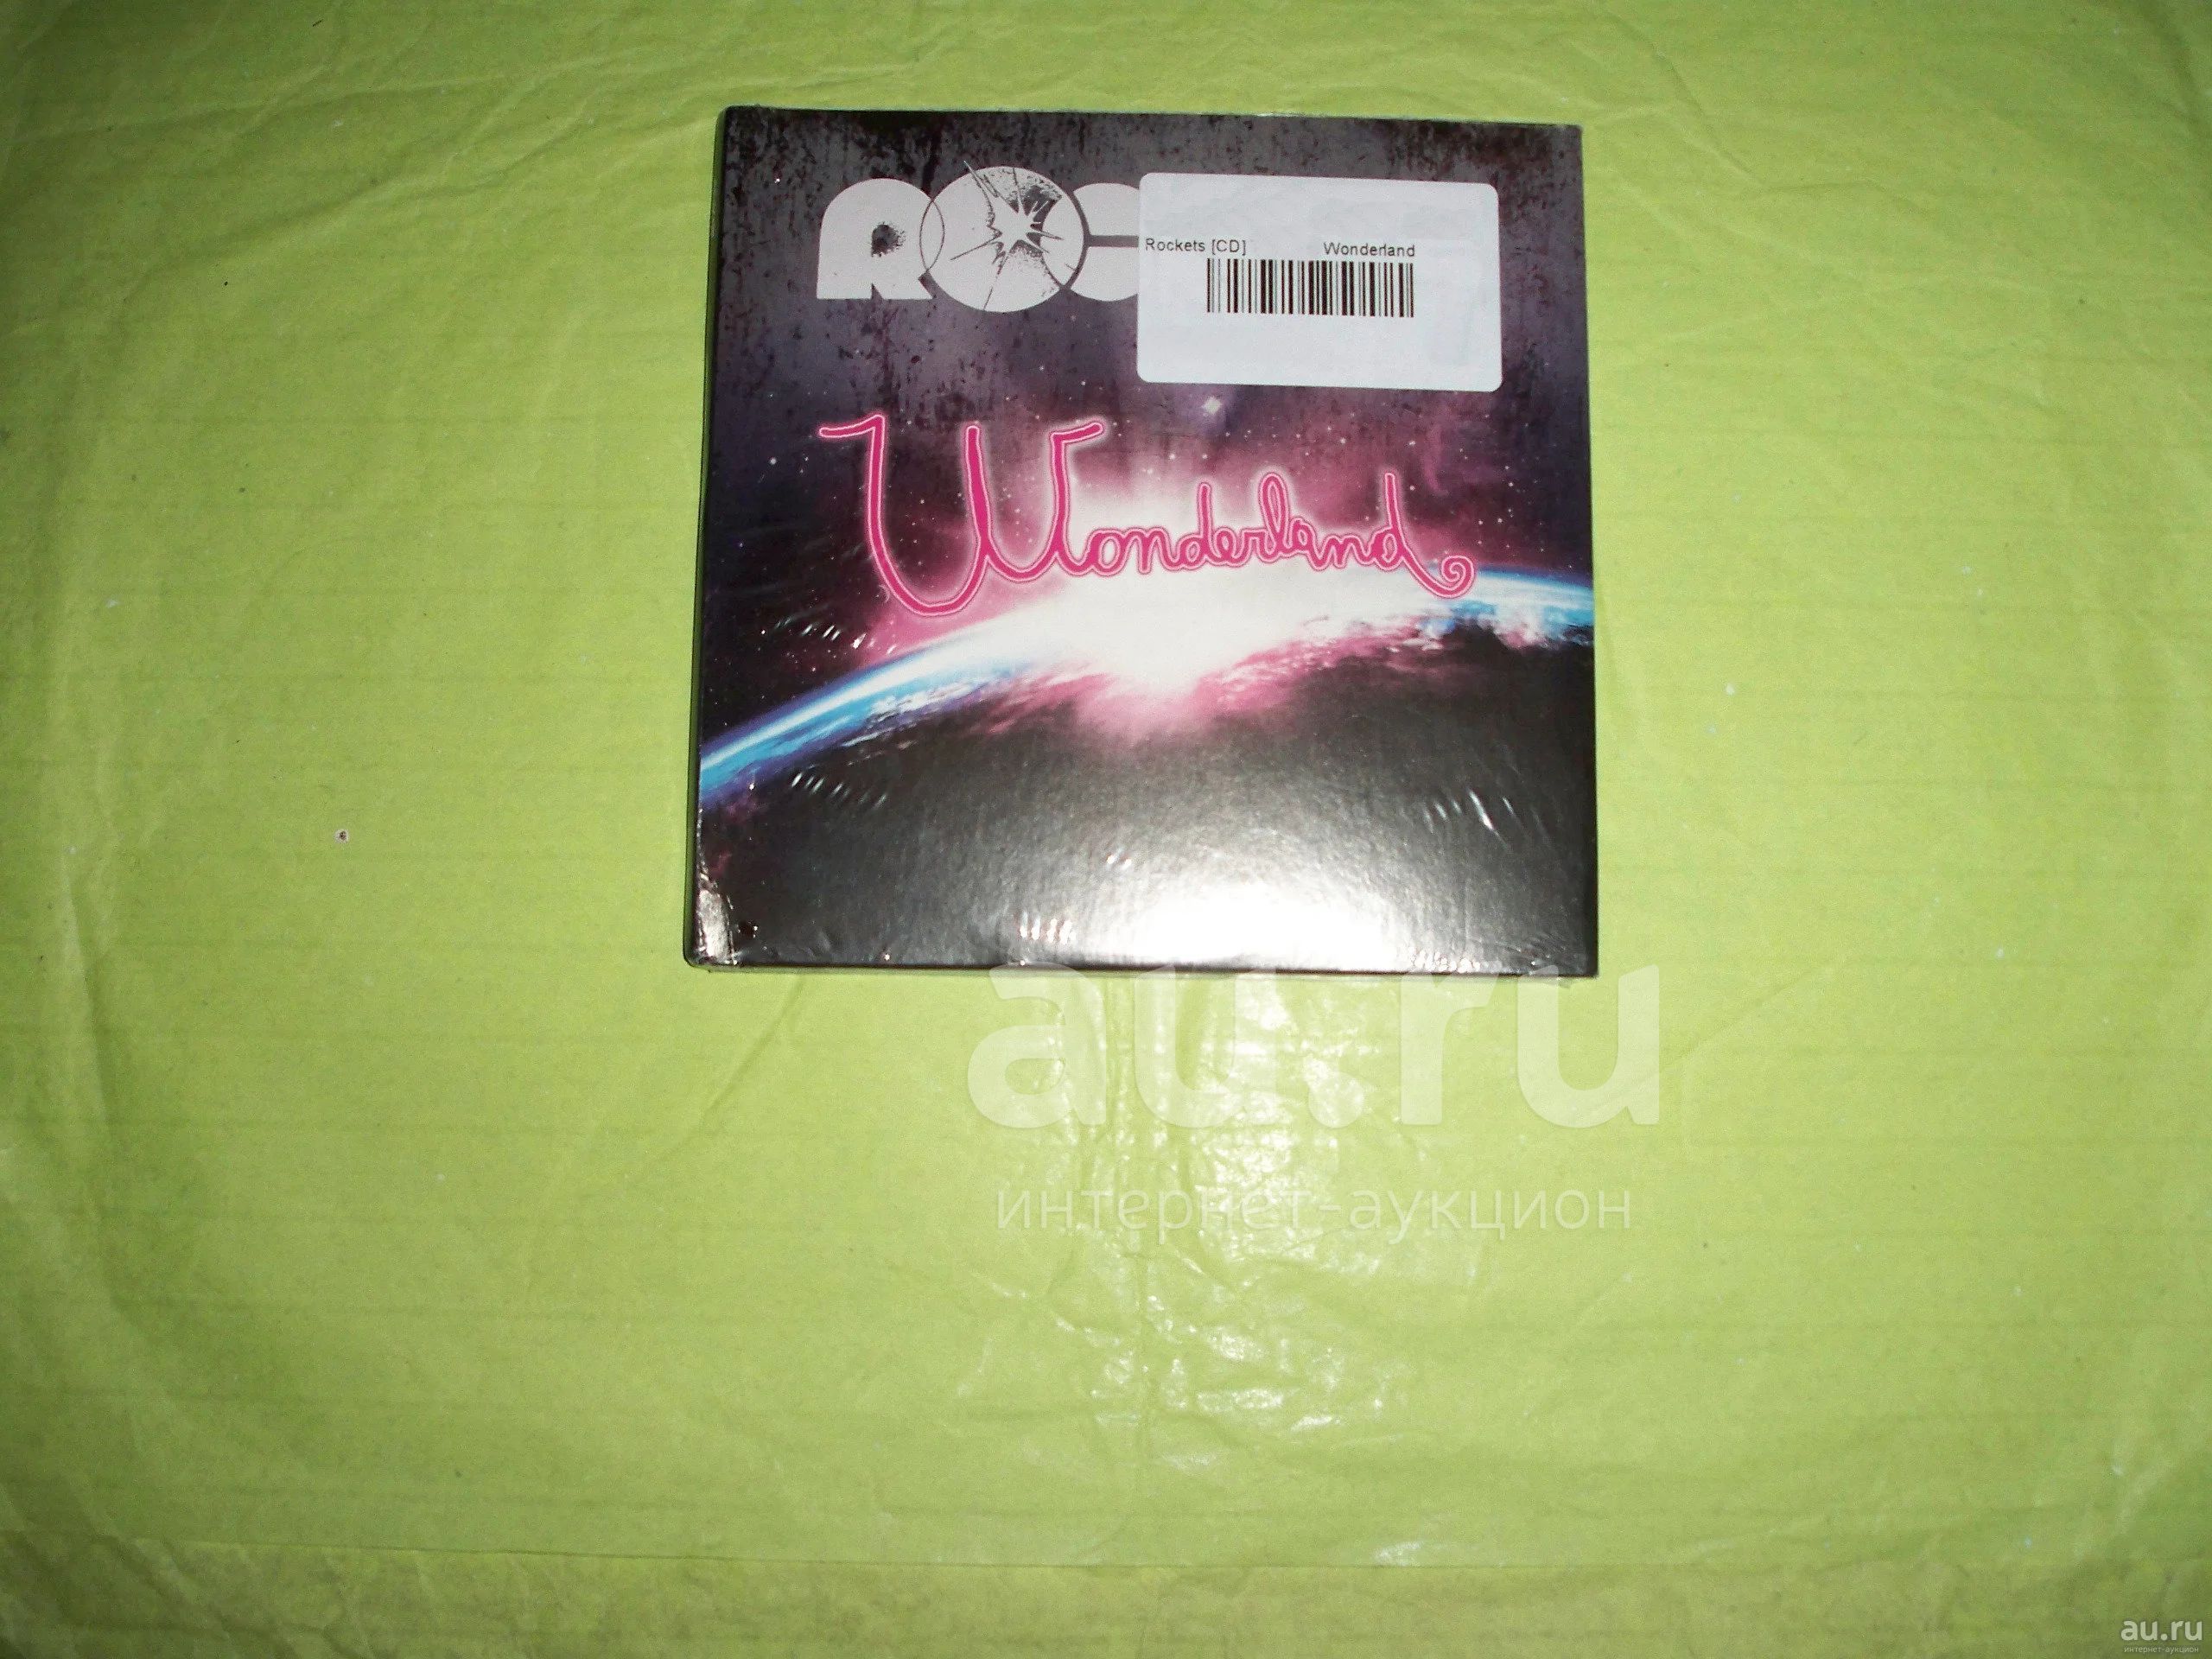 ROC
Rockets [CD] Wonderland
Wonderland
au.ru
интернет-аукцион
au.ru
интернет-аукцион